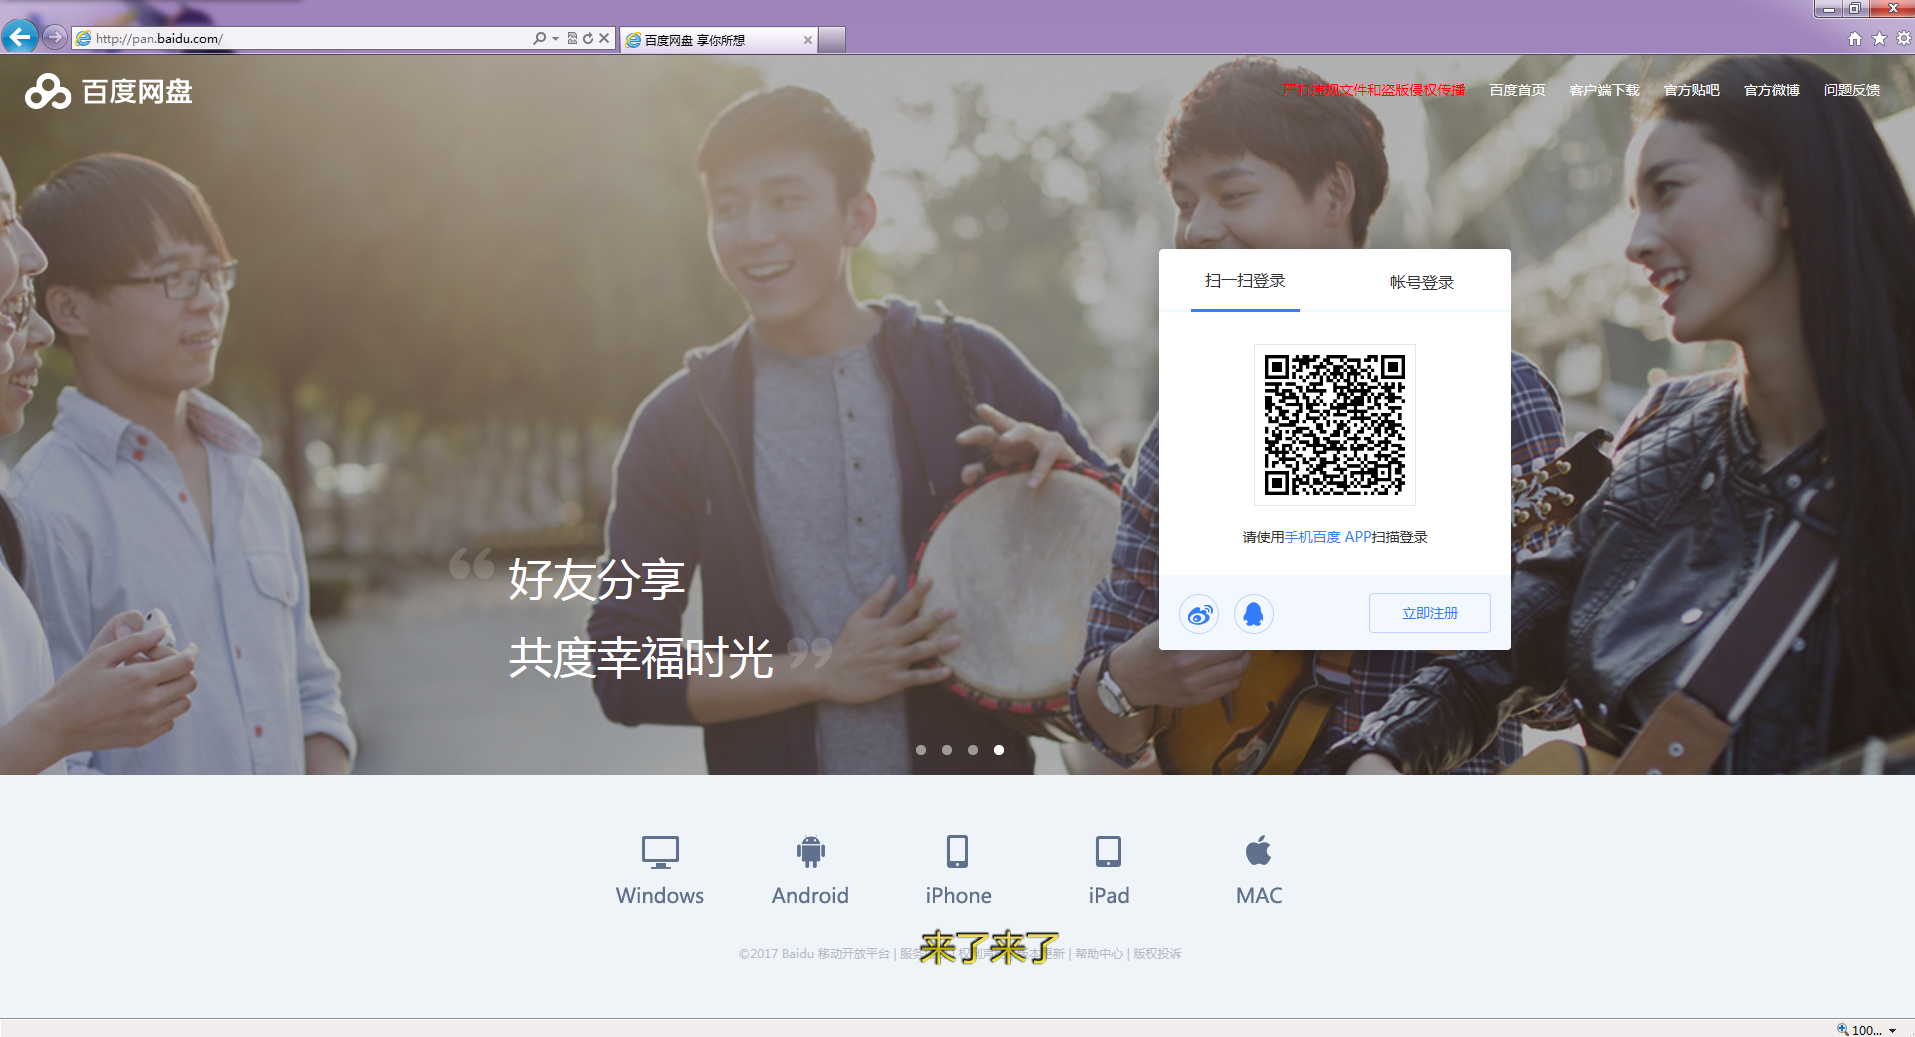 http://pan.baidu.com/
百度网盘 享你所想
百度网盘
严打违规文件和盗版侵权传播 百度首页 客户端下载 官方贴吧 官方微博 问题反馈
扫一扫登录 帐号登录
请使用手机百度 APP扫描登录
立即注册
“ 好友分享
共度幸福时光 ”
Windows Android iPhone iPad MAC
©2017 Baidu 移动开放平台 | 服务 权利声 版本更新 | 帮助中心 | 版权投诉
来了来了
100...